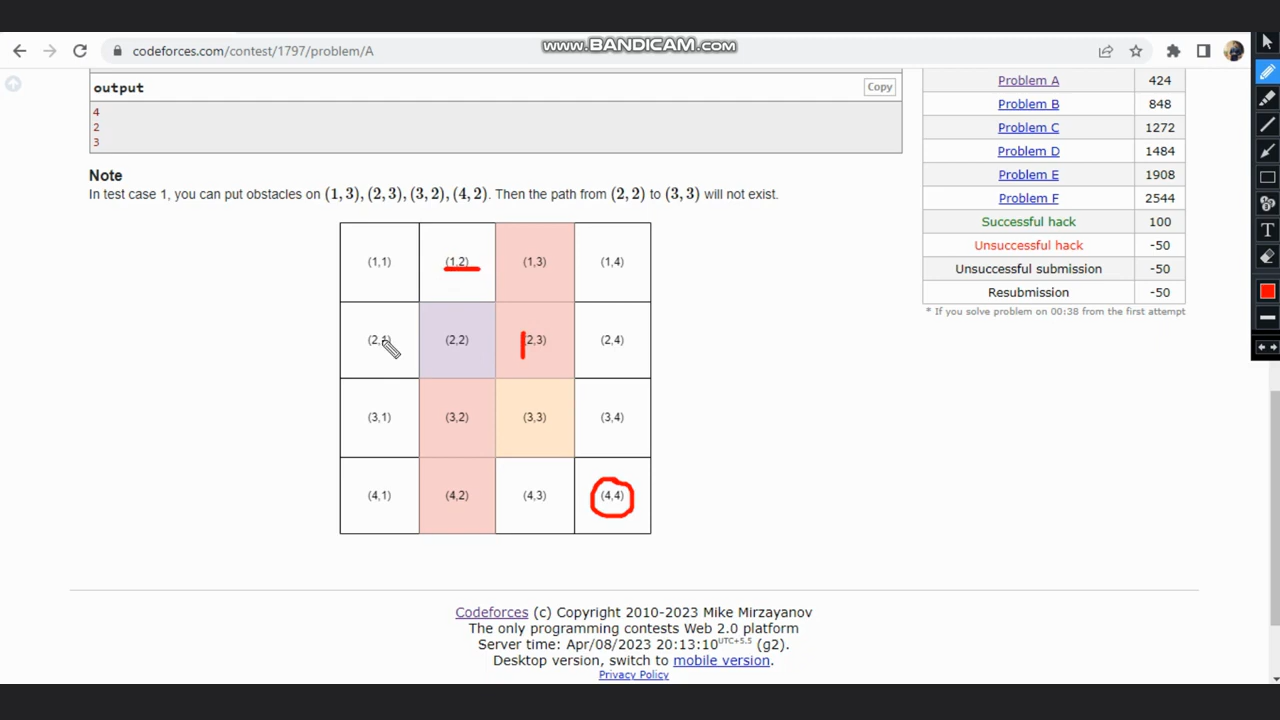 www.BANDICAM.com
codeforces.com/contest/1797/problem/A
output
Copy
4
2
3
Note
In test case 1, you can put obstacles on (1, 3), (2, 3), (3, 2), (4, 2). Then the path from (2, 2) to (3, 3) will not exist.
(1,1) (1,2) (1,3) (1,4)
(2,1) (2,2) (2,3) (2,4)
(3,1) (3,2) (3,3) (3,4)
(4,1) (4,2) (4,3) (4,4)
Problem A 424
Problem B 848
Problem C 1272
Problem D 1484
Problem E 1908
Problem F 2544
Successful hack 100
Unsuccessful hack -50
Unsuccessful submission -50
Resubmission -50
* If you solve problem on 00:38 from the first attempt
Codeforces (c) Copyright 2010-2023 Mike Mirzayanov
The only programming contests Web 2.0 platform
Server time: Apr/08/2023 20:13:10 UTC+5.5 (g2).
Desktop version, switch to mobile version.
Privacy Policy
T